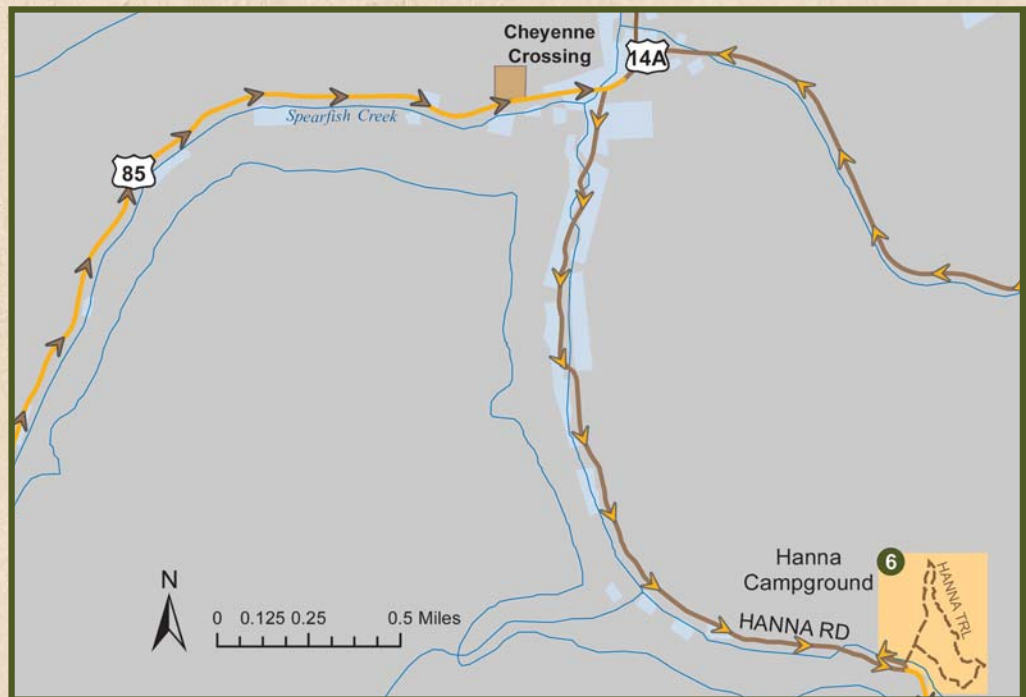 Cheyenne
Crossing
14A
Spearfish Creek
85
Hanna
Campground
6
HANNA TRL
HANNA RD
N
0 0.125 0.25 0.5 Miles